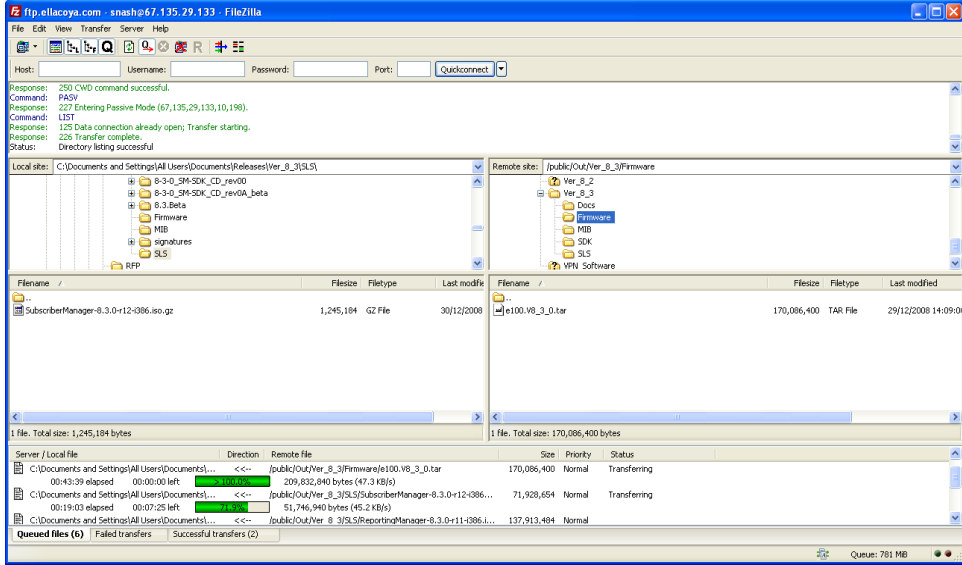 ftp.ellacoya.com - snash@67.135.29.133 - FileZilla
File Edit View Transfer Server Help
Host: Username: Password: Port: Quickconnect
Response: 250 CWD command successful.
Command: PASV
Response: 227 Entering Passive Mode (67,135,29,133,10,198).
Command: LIST
Response: 125 Data connection already open; Transfer starting.
Response: 226 Transfer complete.
Status: Directory listing successful
Local site: C:\Documents and Settings\All Users\Documents\Releases\Ver_8_3\SLS\
8-3-0_SM-SDK_CD_rev00
8-3-0_SM-SDK_CD_rev0A_beta
8.3.Beta
Firmware
MIB
signatures
SLS
RFP
Remote site: /public/Out/Ver_8_3/Firmware
Ver_8_2
Ver_8_3
Docs
Firmware
MIB
SDK
SLS
VPN_Software
Filename Filesize Filetype Last modifie
..
SubscriberManager-8.3.0-r12-i386.iso.gz 1,245,184 GZ File 30/12/2008
1 file. Total size: 1,245,184 bytes
Filename Filesize Filetype Last modified
..
e100.V8_3_0.tar 170,086,400 TAR File 29/12/2008 14:09:0
1 file. Total size: 170,086,400 bytes
Server / Local file Direction Remote file Size Priority Status
C:\Documents and Settings\All Users\Documents\... <<-- /public/Out/Ver_8_3/Firmware/e100.V8_3_0.tar 170,086,400 Normal Transferring
00:43:39 elapsed 00:00:00 left > 100.0% 209,832,840 bytes (47.3 KB/s)
C:\Documents and Settings\All Users\Documents\... <<-- /public/Out/Ver_8_3/SLS/SubscriberManager-8.3.0-r12-i386... 71,928,654 Normal Transferring
00:19:03 elapsed 00:07:25 left 71.9% 51,746,940 bytes (45.2 KB/s)
C:\Documents and Settings\All Users\Documents\... <<-- /public/Out/Ver_8_3/SLS/ReportingManager-8.3.0-r11-i386.i... 137,913,484 Normal
Queued files (6) Failed transfers Successful transfers (2)
Queue: 781 MiB